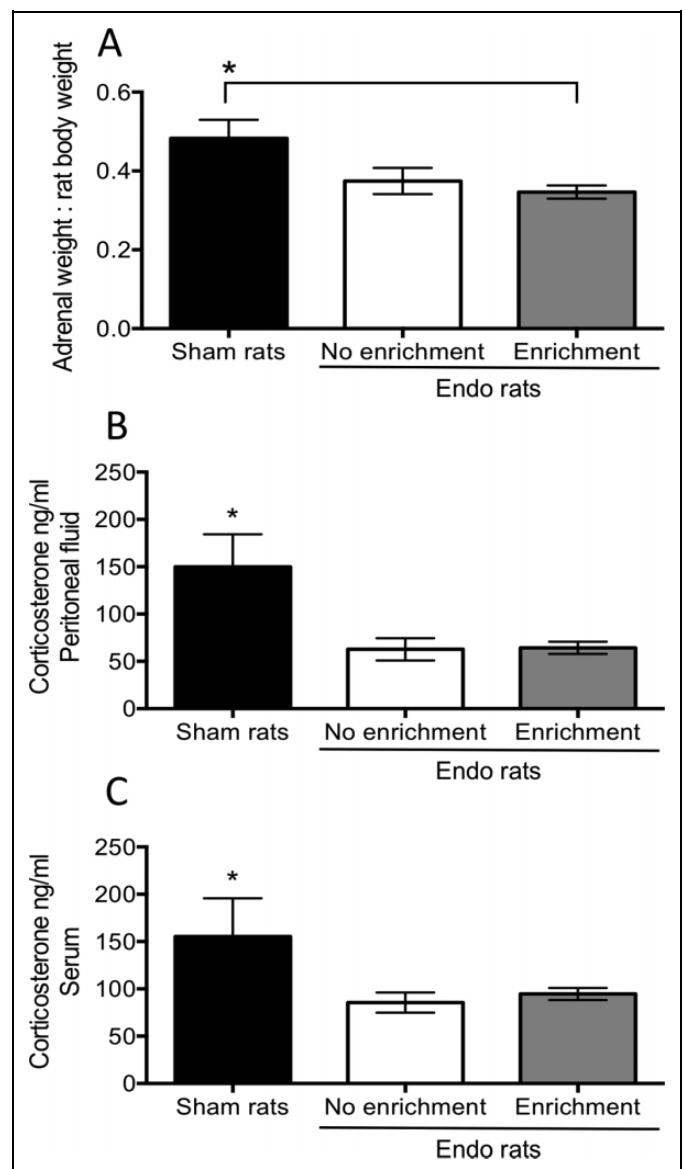 A
*
Adrenal weight : rat body weight
0.6
0.4
0.2
0.0
Sham rats
No enrichment
Enrichment
Endo rats
B
Corticosterone ng/ml
Peritoneal fluid
250
200
150
100
50
0
*
Sham rats
No enrichment
Enrichment
Endo rats
C
Corticosterone ng/ml
Serum
250
200
150
100
50
0
*
Sham rats
No enrichment
Enrichment
Endo rats